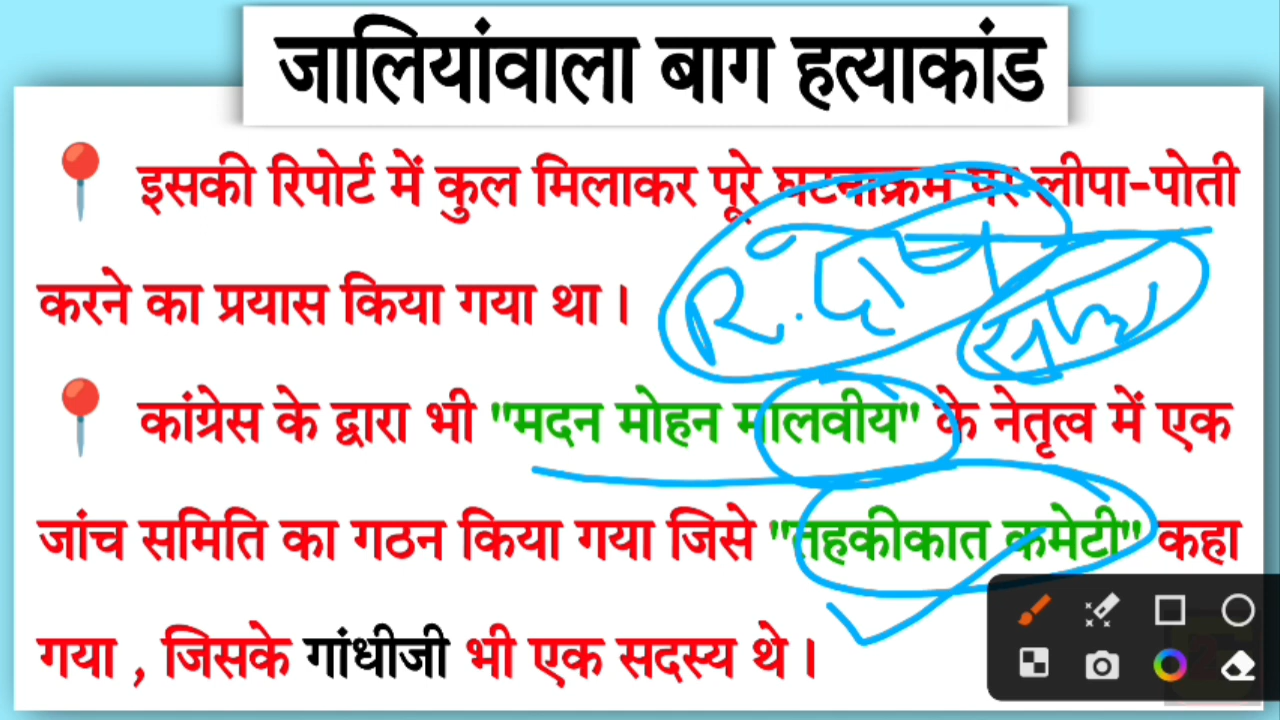 जालियांवाला बाग हत्याकांड
इसकी रिपोर्ट में कुल मिलाकर पूरे घटनाक्रम पर लीपा-पोती
करने का प्रयास किया गया था।
कांग्रेस के द्वारा भी "मदन मोहन मालवीय" के नेतृत्व में एक
जांच समिति का गठन किया गया जिसे "तहकीकात कमेटी" कहा
गया , जिसके गांधीजी भी एक सदस्य थे।